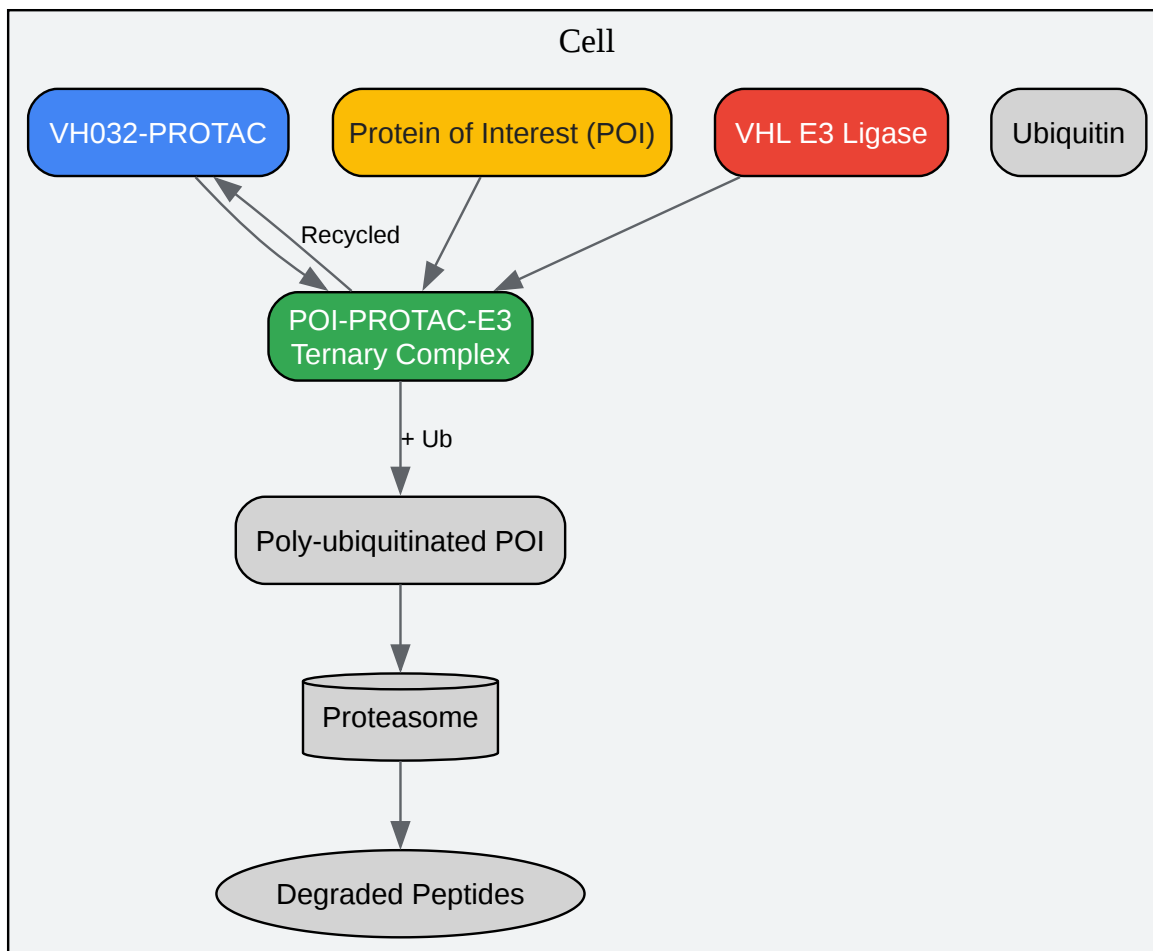 Cell
VH032-PROTAC
Protein of Interest (POI)
VHL E3 Ligase
Ubiquitin
Recycled
POI-PROTAC-E3
Ternary Complex
+ Ub
Poly-ubiquitinated POI
Proteasome
Degraded Peptides